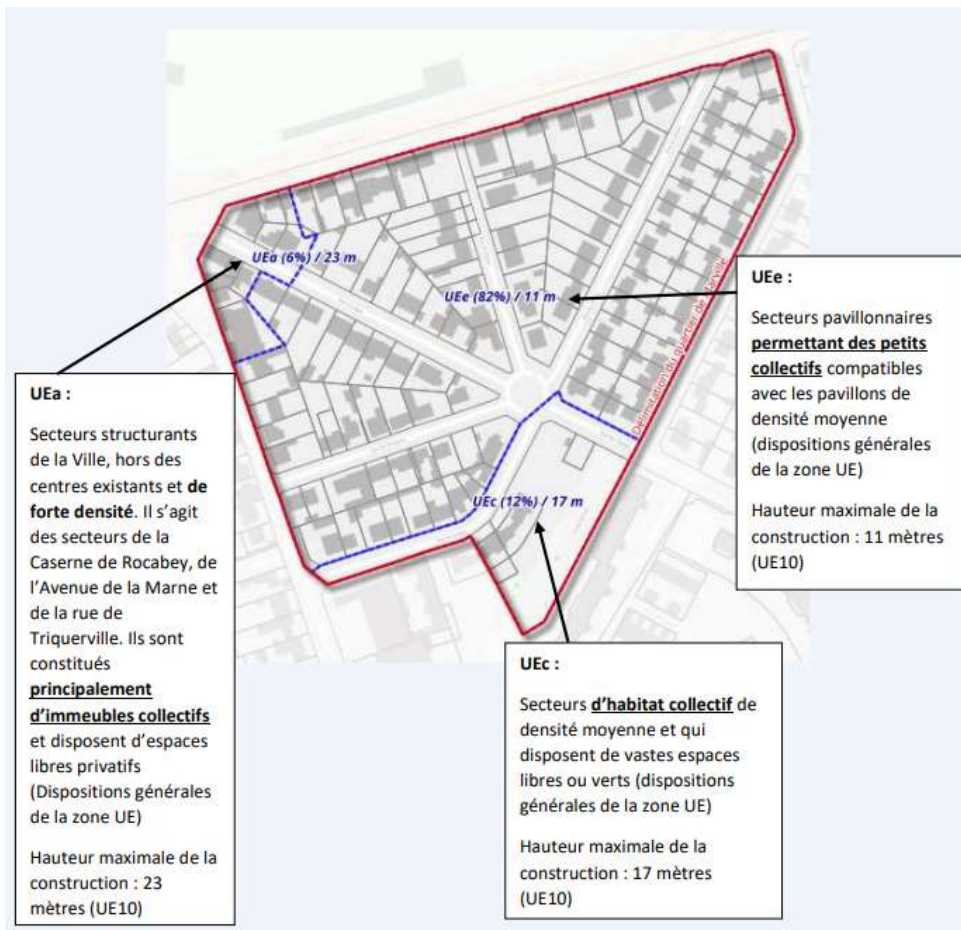 UEa (6%) / 23 m
UEe (82%) / 11 m
UEc (12%) / 17 m
Délimitation du quartier de Marville
UEa :
Secteurs structurants
de la Ville, hors des
centres existants et de
forte densité. Il s’agit
des secteurs de la
Caserne de Rocabey, de
l’Avenue de la Marne et
de la rue de
Triquerville. Ils sont
constitués
principalement
d’immeubles collectifs
et disposent d’espaces
libres privatifs
(Dispositions générales
de la zone UE)
Hauteur maximale de la
construction : 23
mètres (UE10)
UEe :
Secteurs pavillonnaires
permettant des petits
collectifs compatibles
avec les pavillons de
densité moyenne
(dispositions générales
de la zone UE)
Hauteur maximale de la
construction : 11 mètres
(UE10)
UEc :
Secteurs d’habitat collectif de
densité moyenne et qui
disposent de vastes espaces
libres ou verts (dispositions
générales de la zone UE)
Hauteur maximale de la
construction : 17 mètres
(UE10)